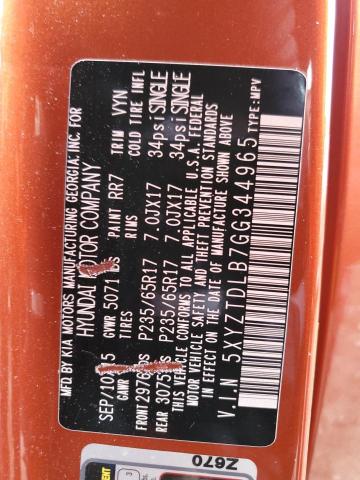 MFD. BY KIA MOTORS MANUFACTURING GEORGIA, INC. FOR
HYUNDAI MOTOR COMPANY
SEP/10/15 GVWR 5071 PAINT RR7 TRIM VYN
GAWR TIRES RIMS COLD TIRE INFL
FRONT P235/65R17 7.0JX17 34psi SINGLE
REAR P235/65R17 7.0JX17 34psi SINGLE
THIS VEHICLE CONFORMS TO ALL APPLICABLE U.S.A. FEDERAL
MOTOR VEHICLE SAFETY AND THEFT PREVENTION STANDARDS
IN EFFECT ON THE DATE OF MANUFACTURE SHOWN ABOVE.
V.I.N 5XYZTDLB7GG344965 TYPE:MPV
Z670